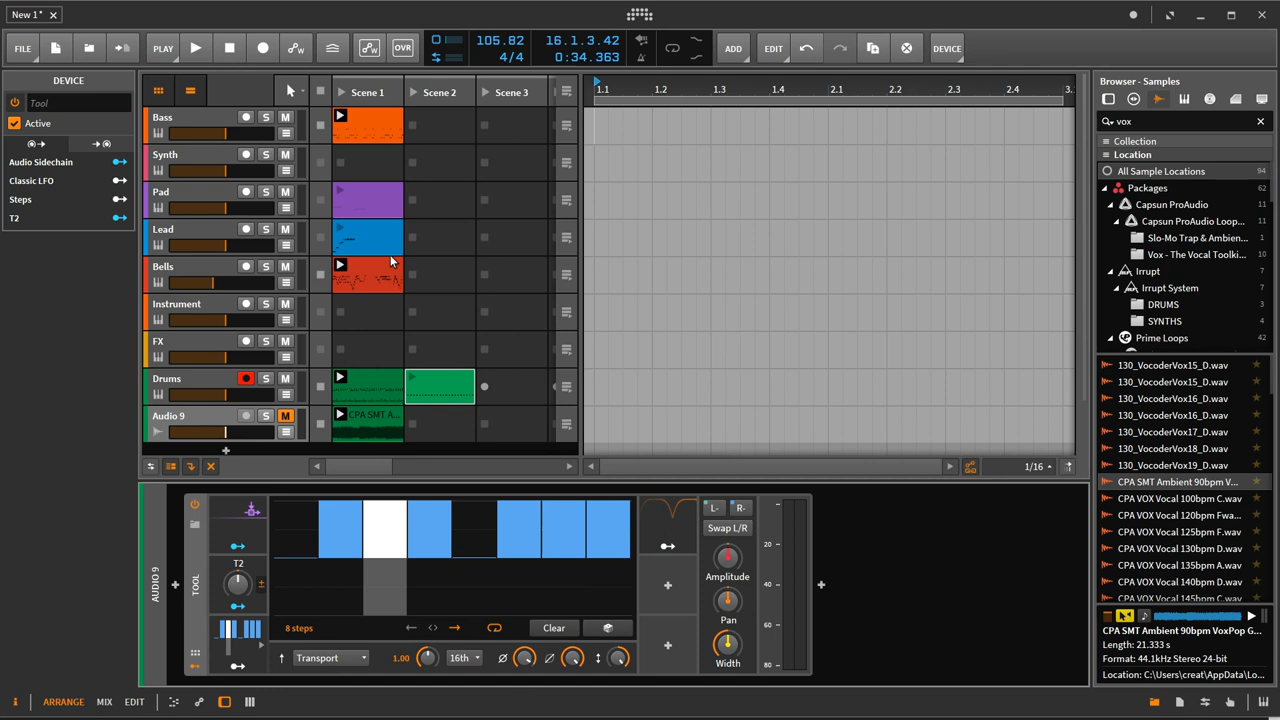 New 1*
FILE
PLAY
OVR
105.82
4/4
16.1.3.42
0:34.363
ADD
EDIT
DEVICE
DEVICE
Tool
Active
Audio Sidechain
Classic LFO
Steps
T2
Scene 1
Scene 2
Scene 3
Bass
S
M
Synth
S
M
Pad
S
M
Lead
S
M
Bells
S
M
Instrument
S
M
FX
S
M
Drums
S
M
Audio 9
S
M
CPA SMT A...
1.1
1.2
1.3
1.4
2.1
2.2
2.3
2.4
3.
1/16
Browser - Samples
vox
Collection
Location
All Sample Locations 94
Packages 62
Capsun ProAudio 11
Capsun ProAudio Loop... 11
Slo-Mo Trap & Ambien... 1
Vox - The Vocal Toolki... 10
Irrupt 7
Irrupt System 7
DRUMS 3
SYNTHS 4
Prime Loops 42
130_VocoderVox15_D.wav
130_VocoderVox15_D.wav
130_VocoderVox16_D.wav
130_VocoderVox16_D.wav
130_VocoderVox17_D.wav
130_VocoderVox18_D.wav
130_VocoderVox19_D.wav
CPA SMT Ambient 90bpm V...
CPA VOX Vocal 100bpm C.wav
CPA VOX Vocal 120bpm Fwa...
CPA VOX Vocal 125bpm F.wav
CPA VOX Vocal 130bpm D.wav
CPA VOX Vocal 135bpm A.wav
CPA VOX Vocal 140bpm D.wav
CPA VOX Vocal 145bpm C.wav
CPA SMT Ambient 90bpm VoxPop G...
Length: 21.333 s
Format: 44.1kHz Stereo 24-bit
Location: C:\Users\creat\AppData\Lo...
AUDIO 9
TOOL
T2
8 steps
Clear
Transport
1.00
16th
L-
R-
Swap L/R
Amplitude
Pan
Width
20
40
60
80
ARRANGE
MIX
EDIT